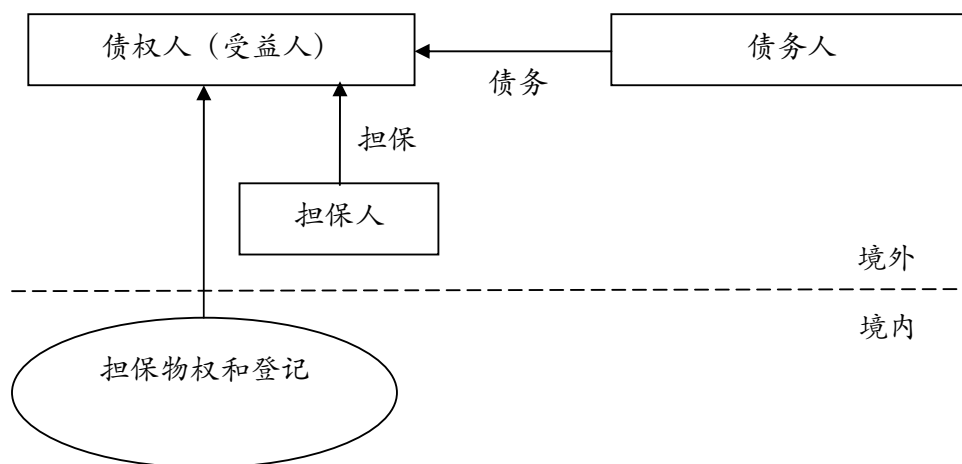 债权人（受益人）
债务人
债务
担保
担保人
境外
境内
担保物权和登记